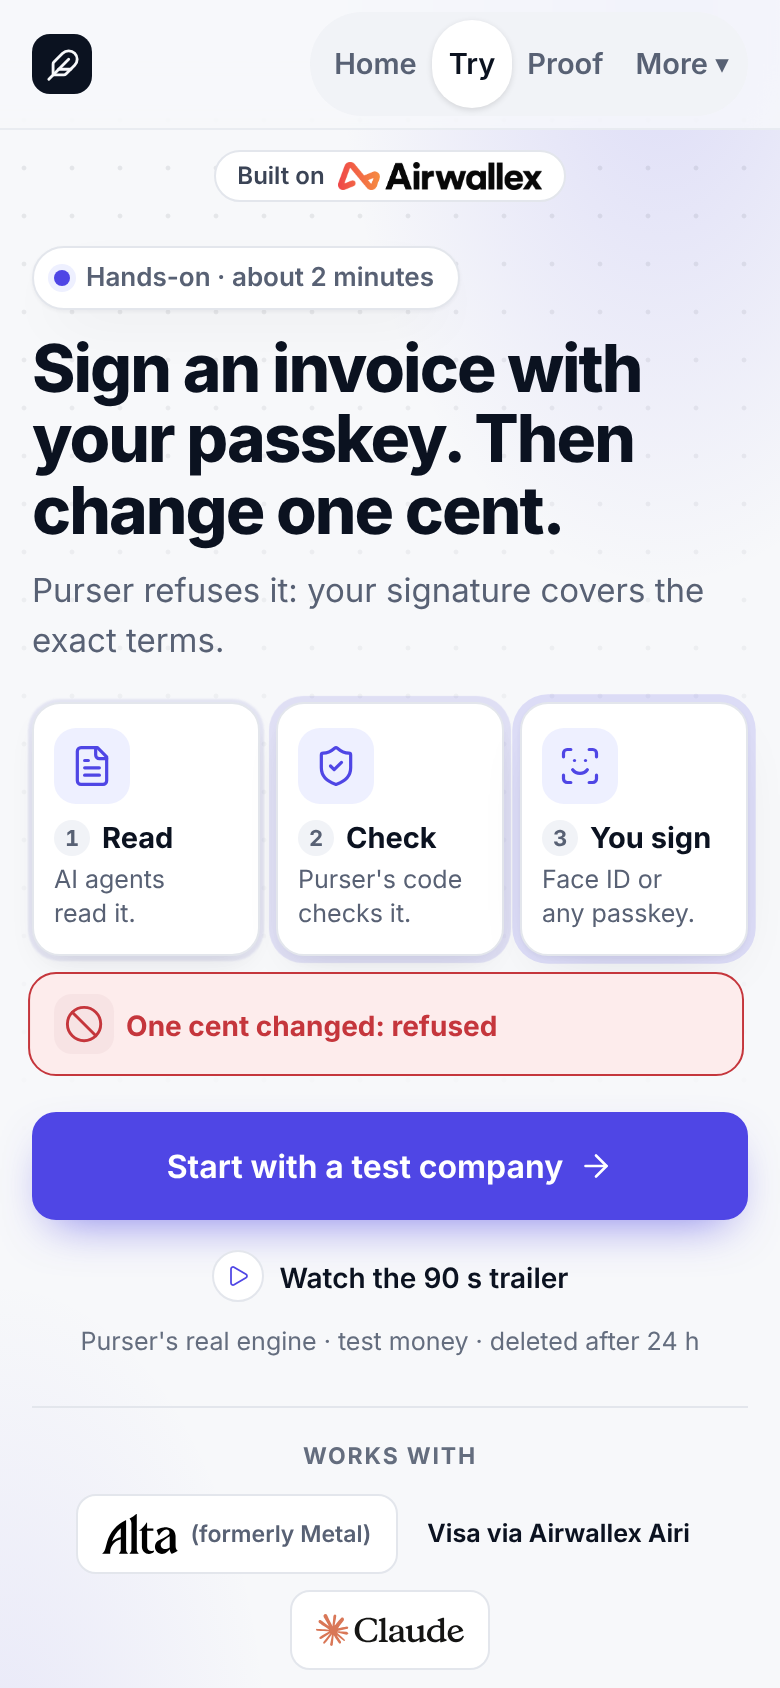 Home Try Proof More ▾
Built on Airwallex
Hands-on · about 2 minutes
Sign an invoice with
your passkey. Then
change one cent.
Purser refuses it: your signature covers the
exact terms.
1 Read
AI agents
read it.
2 Check
Purser's code
checks it.
3 You sign
Face ID or
any passkey.
One cent changed: refused
Start with a test company →
Watch the 90 s trailer
Purser's real engine · test money · deleted after 24 h
WORKS WITH
Alta (formerly Metal) Visa via Airwallex Airi
Claude